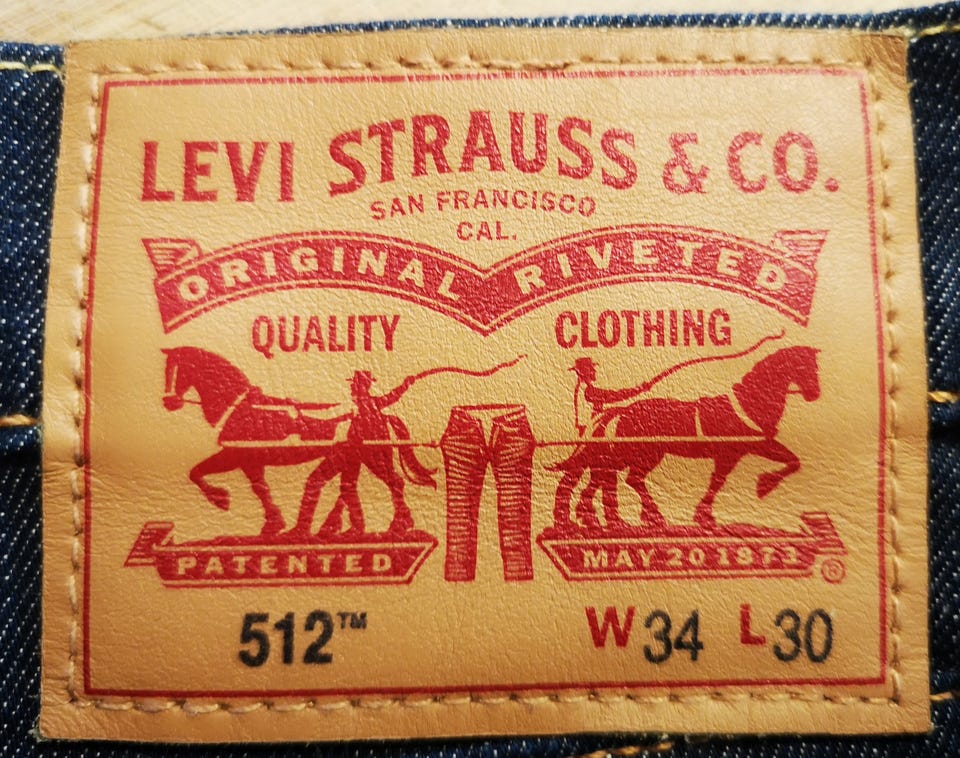 LEVI STRAUSS & CO.
SAN FRANCISCO
CAL.
ORIGINAL RIVETED
QUALITY CLOTHING
PATENTED MAY 20 1873 ®
512™ W34 L30